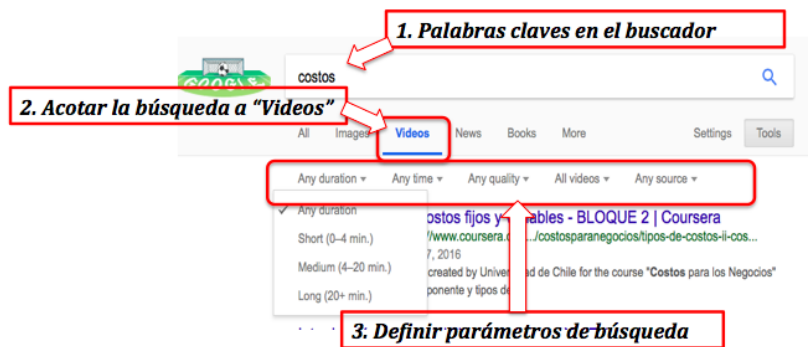 1. Palabras claves en el buscador
GOOGLE
costos
2. Acotar la búsqueda a “Videos”
All Images Videos News Books More Settings Tools
Any duration Any time Any quality All videos Any source
Any duration
Short (0–4 min.)
Medium (4–20 min.)
Long (20+ min.)
ostos fijos y bles - BLOQUE 2 | Coursera
//www.coursera. .../costosparanegocios/tipos-de-costos-ii-cos...
7, 2016
created by Univer ad de Chile for the course "Costos para los Negocios"
ponente y tipos de
3. Definir parámetros de búsqueda